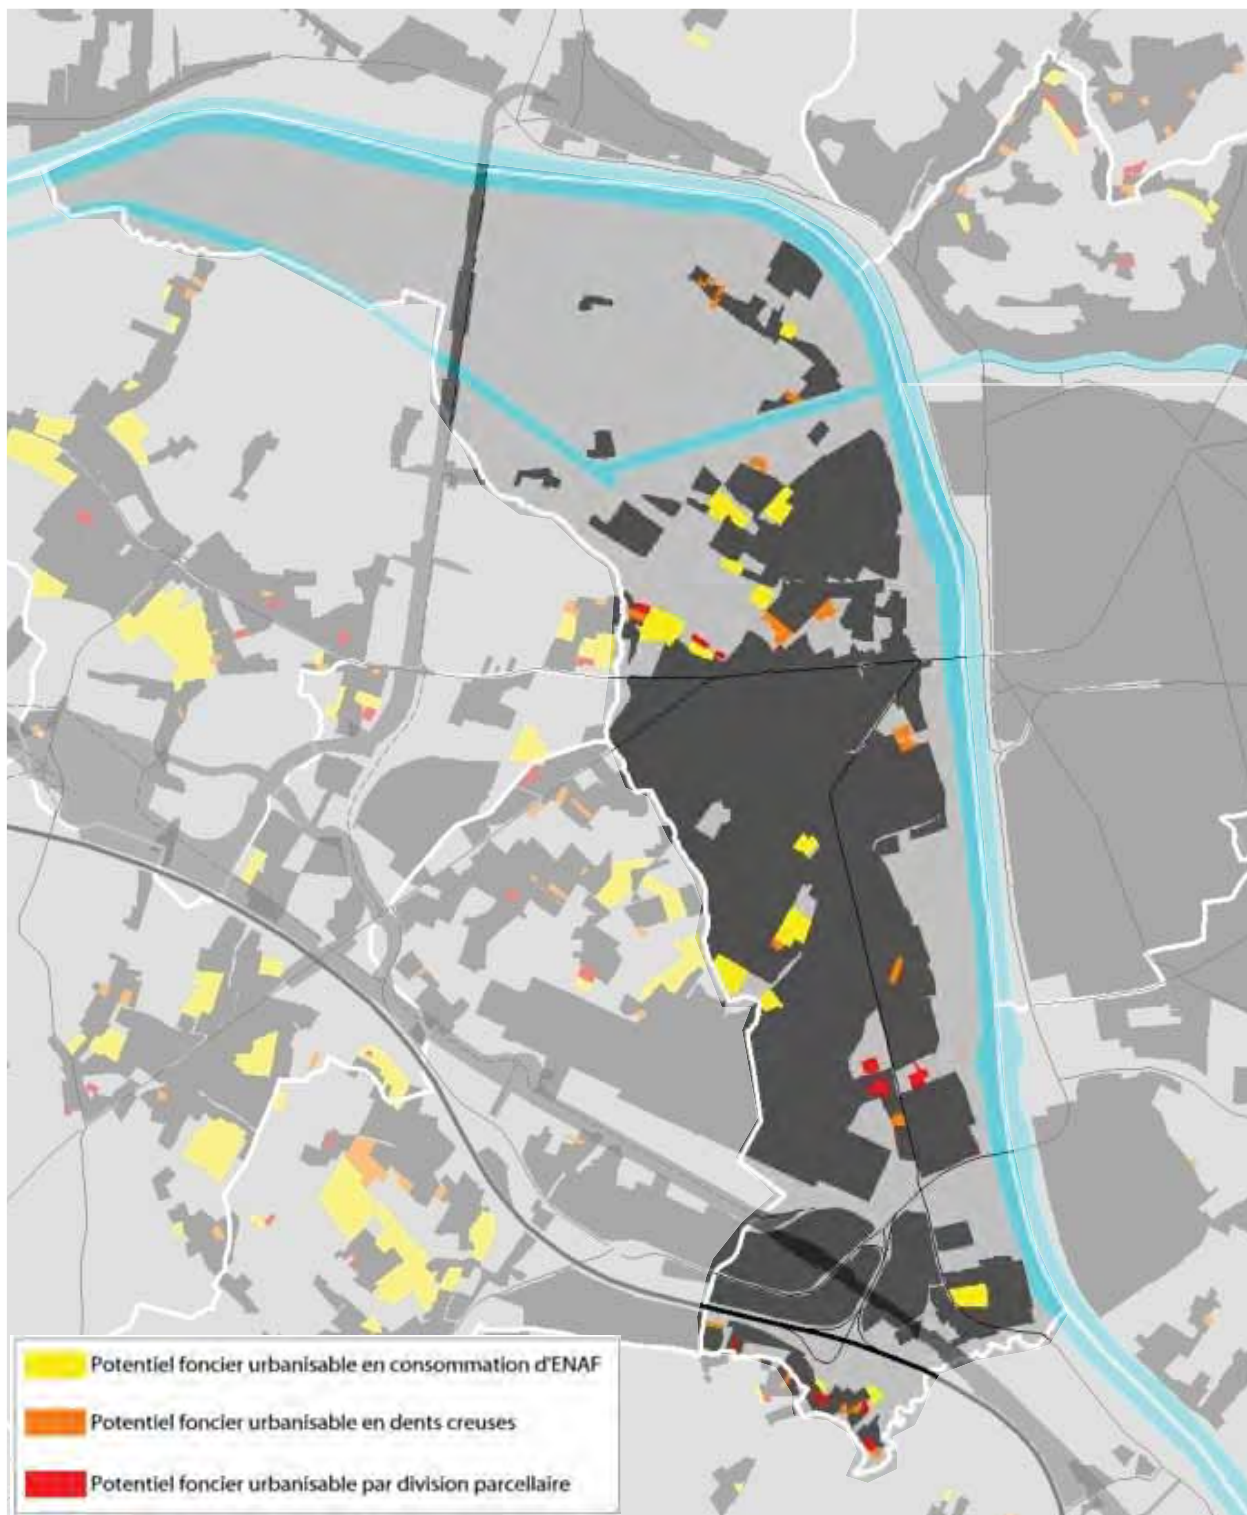 Potentiel foncier urbanisable en consommation d'ENAF
Potentiel foncier urbanisable en dents creuses
Potentiel foncier urbanisable par division parcellaire